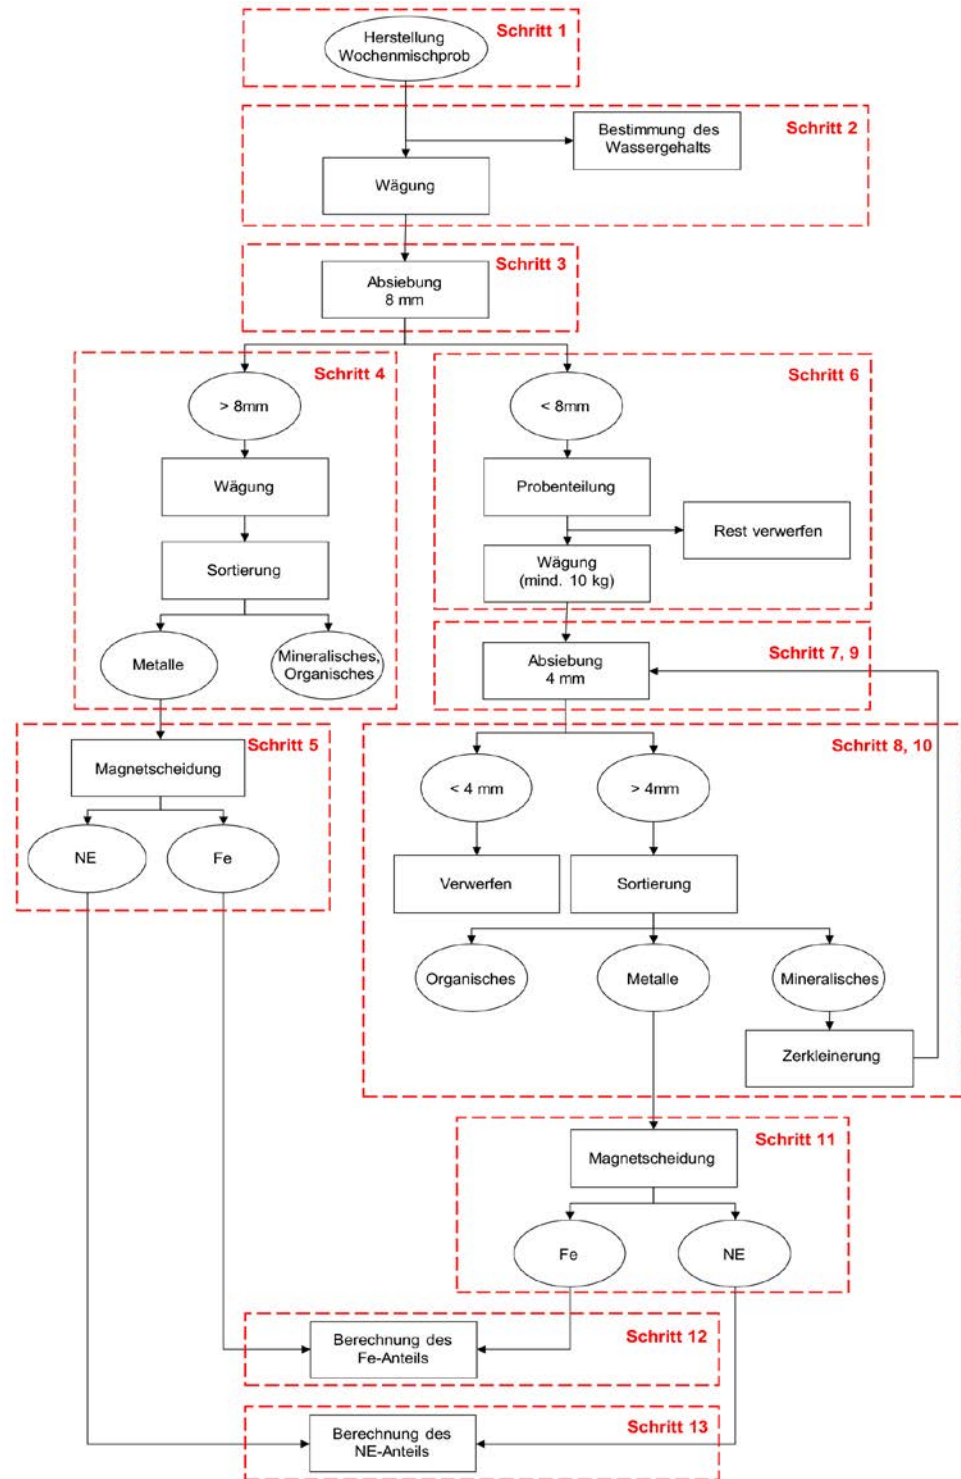 Schritt 1
Herstellung
Wochenmischprob
Schritt 2
Bestimmung des
Wassergehalts
Wägung
Schritt 3
Absiebung
8 mm
Schritt 4
> 8mm
Wägung
Sortierung
Metalle
Mineralisches,
Organisches
Schritt 5
Magnetscheidung
NE
Fe
Schritt 6
< 8mm
Probenteilung
Rest verwerfen
Wägung
(mind. 10 kg)
Schritt 7, 9
Absiebung
4 mm
Schritt 8, 10
< 4 mm
> 4mm
Verwerfen
Sortierung
Organisches
Metalle
Mineralisches
Zerkleinerung
Schritt 11
Magnetscheidung
Fe
NE
Schritt 12
Berechnung des
Fe-Anteils
Schritt 13
Berechnung des
NE-Anteils